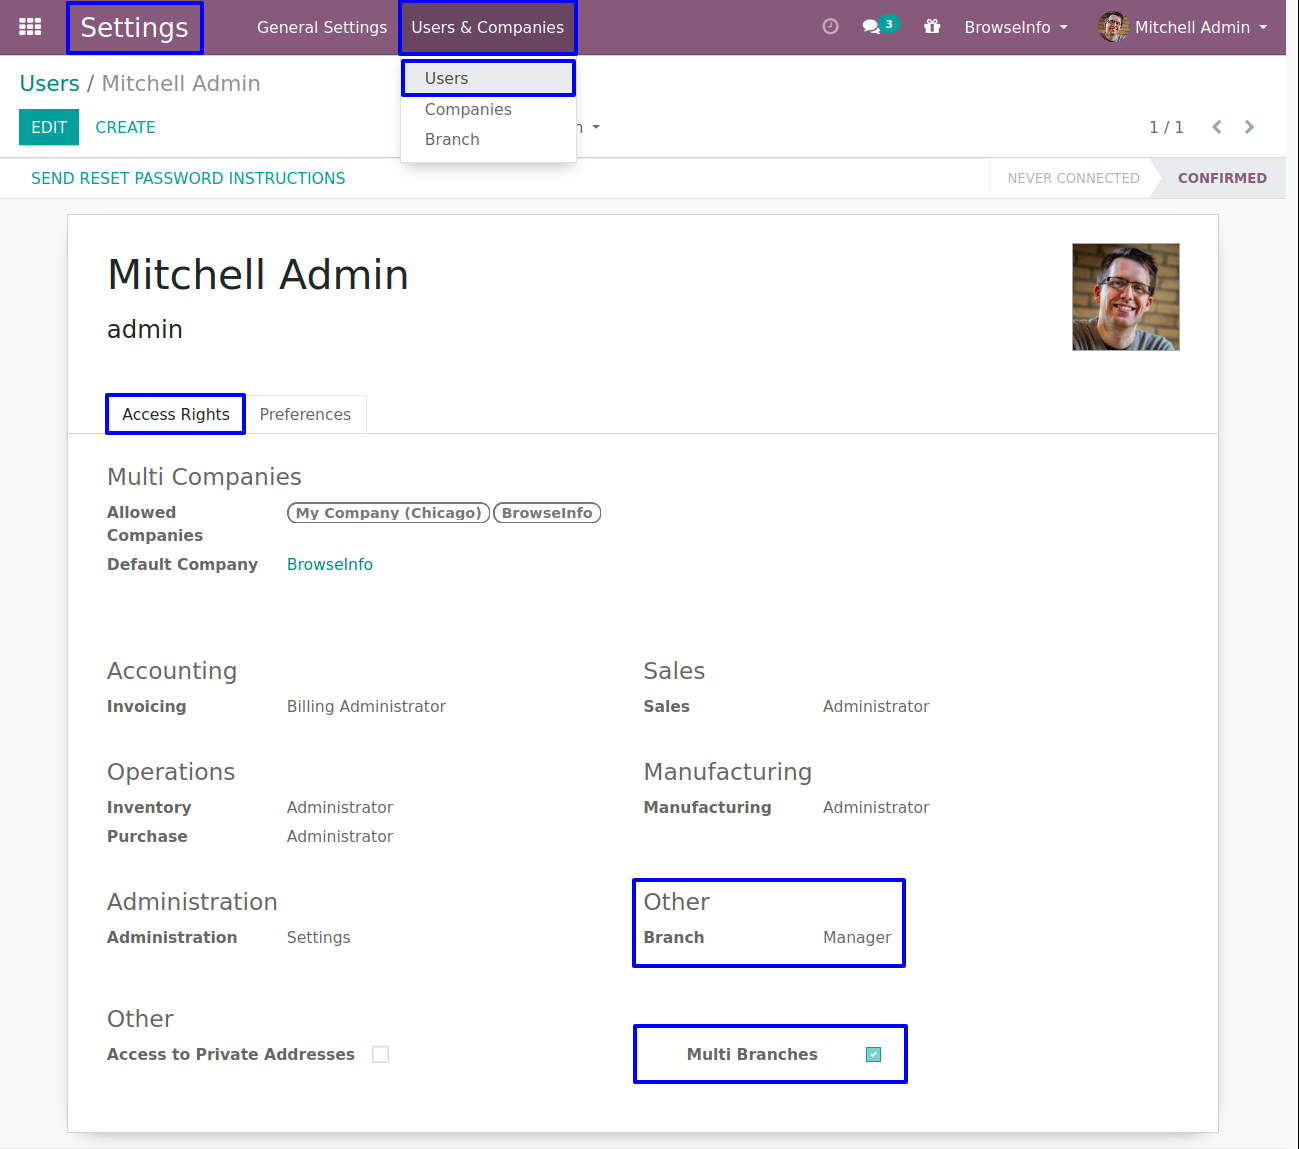 Settings General Settings Users & Companies 3 BrowseInfo Mitchell Admin
Users / Mitchell Admin
Users
Companies
Branch
EDIT CREATE 1 / 1
SEND RESET PASSWORD INSTRUCTIONS NEVER CONNECTED CONFIRMED
Mitchell Admin
admin
Access Rights Preferences
Multi Companies
Allowed Companies My Company (Chicago) BrowseInfo
Default Company BrowseInfo
Accounting Sales
Invoicing Billing Administrator Sales Administrator
Operations Manufacturing
Inventory Administrator Manufacturing Administrator
Purchase Administrator
Administration Other
Administration Settings Branch Manager
Other
Access to Private Addresses Multi Branches